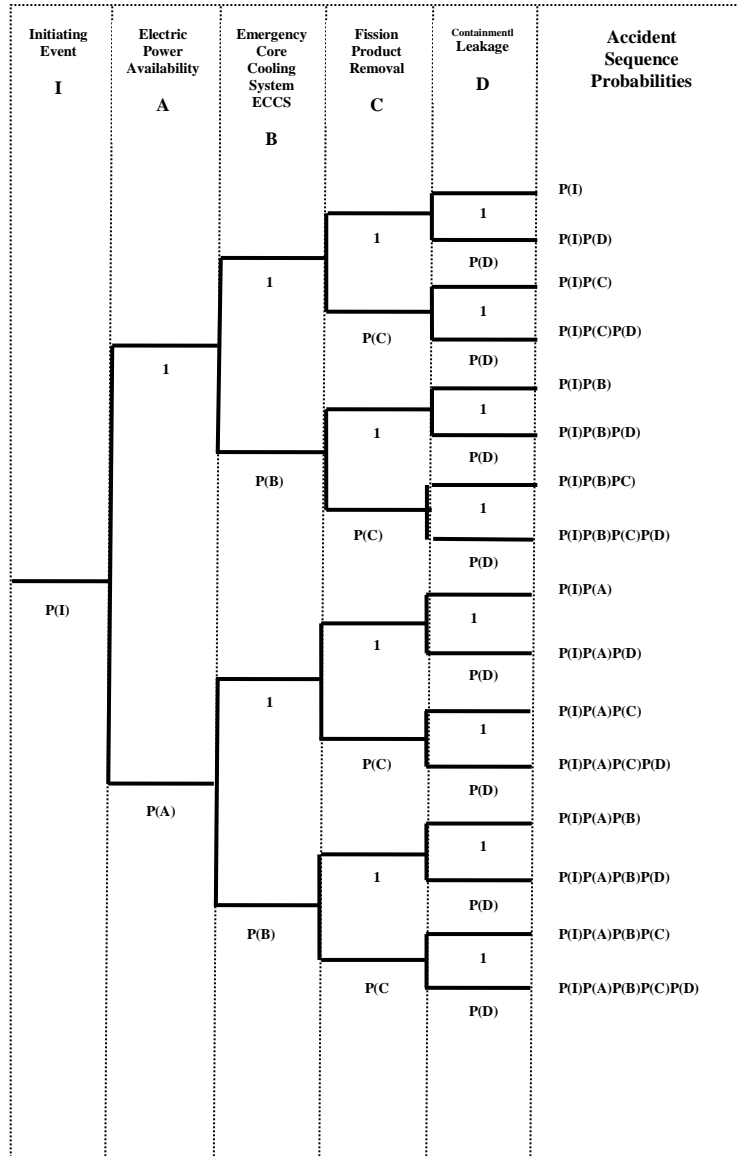 Initiating
Event
I
Electric
Power
Availability
A
Emergency
Core
Cooling
System
ECCS
B
Fission
Product
Removal
C
Containmentl
Leakage
D
Accident
Sequence
Probabilities
P(I)
1
P(I)P(D)
1
P(D)
1
P(I)P(C)
1
P(I)P(C)P(D)
P(C)
P(D)
1
P(I)P(B)
1
1
P(I)P(B)P(D)
P(D)
P(B)
P(I)P(B)PC)
1
P(C)
P(I)P(B)P(C)P(D)
P(D)
P(I)P(A)
P(I)
1
1
P(I)P(A)P(D)
P(D)
1
P(I)P(A)P(C)
1
P(C)
P(I)P(A)P(C)P(D)
P(D)
P(A)
P(I)P(A)P(B)
1
1
P(I)P(A)P(B)P(D)
P(D)
P(B)
P(I)P(A)P(B)P(C)
1
P(C
P(I)P(A)P(B)P(C)P(D)
P(D)